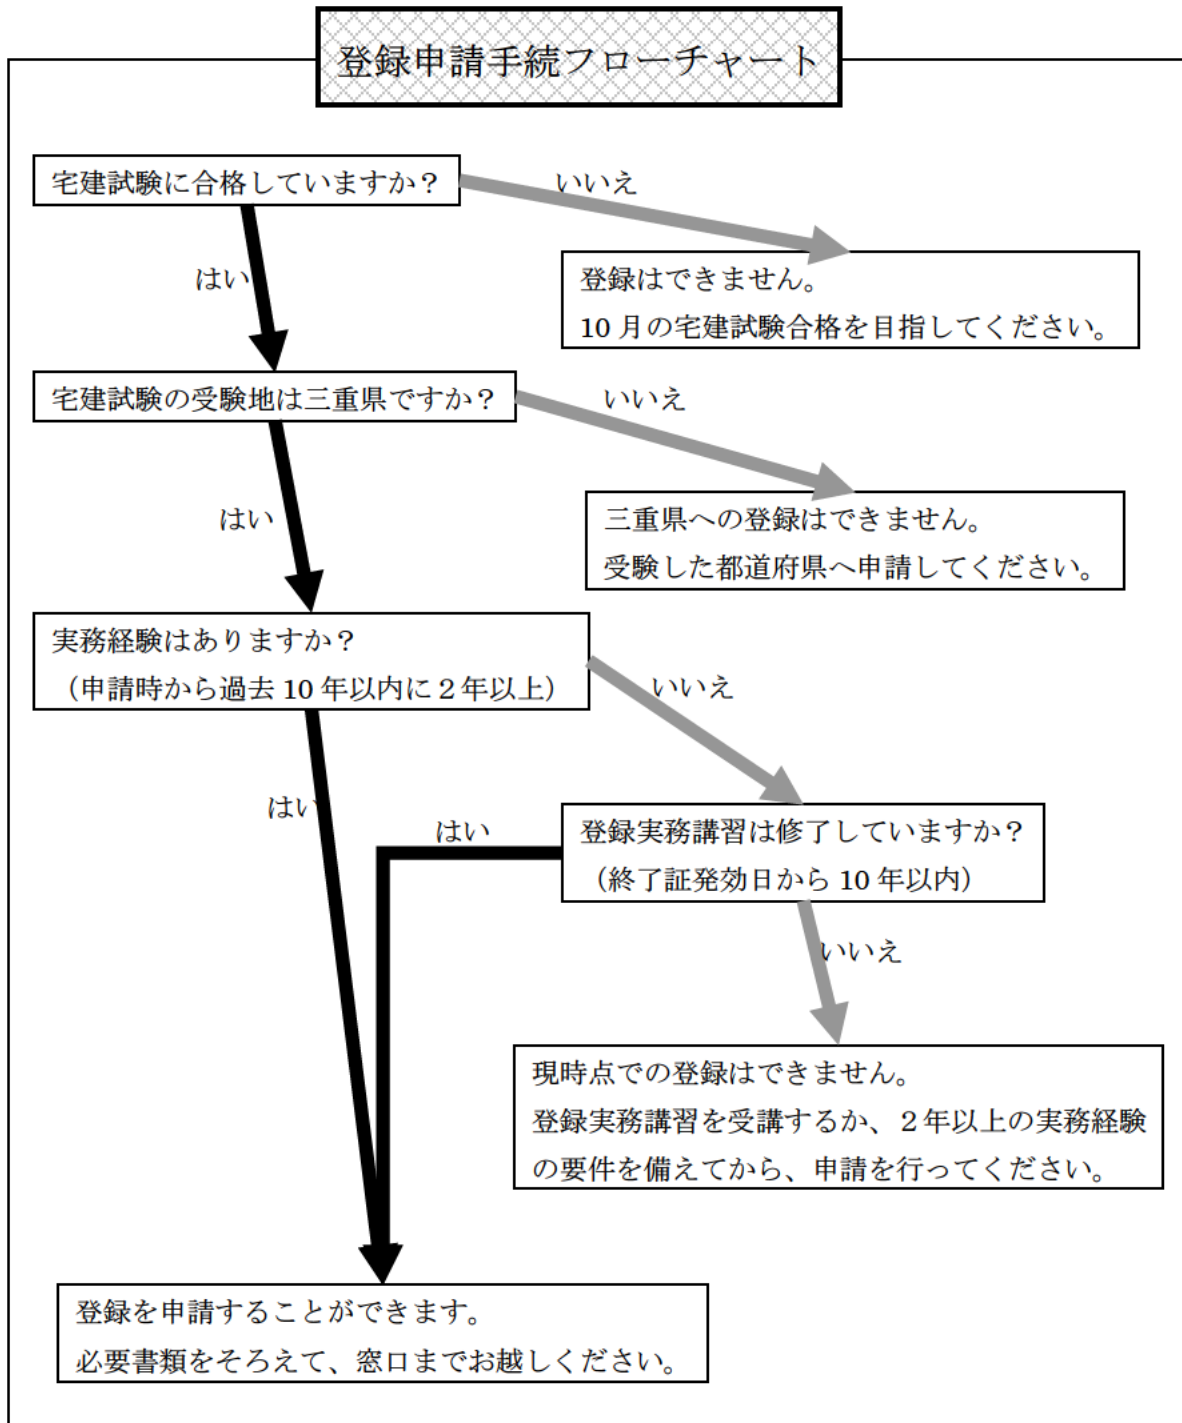 登録申請手続フローチャート
宅建試験に合格していますか？
いいえ
はい
登録はできません。
10月の宅建試験合格を目指してください。
宅建試験の受験地は三重県ですか？
いいえ
はい
三重県への登録はできません。
受験した都道府県へ申請してください。
実務経験はありますか？
（申請時から過去10年以内に２年以上）
いいえ
はい
はい
登録実務講習は修了していますか？
（終了証発効日から10年以内）
いいえ
現時点での登録はできません。
登録実務講習を受講するか、２年以上の実務経験
の要件を備えてから、申請を行ってください。
登録を申請することができます。
必要書類をそろえて、窓口までお越しください。